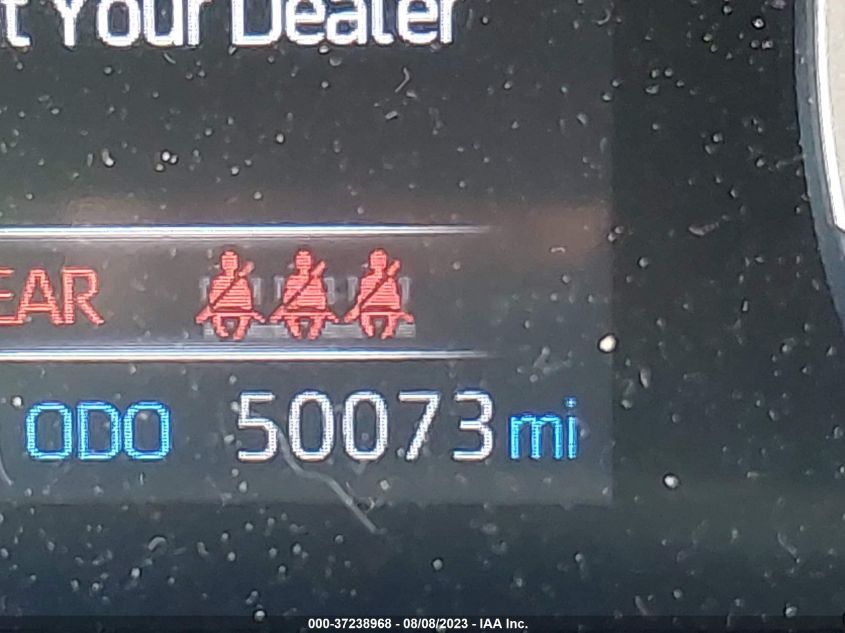 t Your Dealer
EAR
ODO 50073 mi
000-37238968 - 08/08/2023 - IAA Inc.